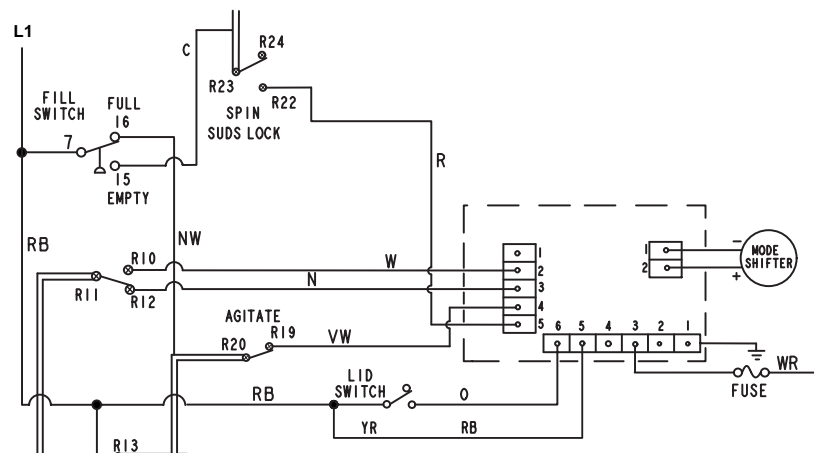 L1
C
R24
R23
R22
FILL
SWITCH
FULL
16
SPIN
SUDS LOCK
7
15
EMPTY
R
RB
NW
R10
W
1
2
3
4
5
R11
R12
N
1
2
-
+
MODE
SHIFTER
AGITATE
R19
R20
VW
6 5 4 3 2 1
LID
SWITCH
RB
O
FUSE
WR
YR
RB
R13